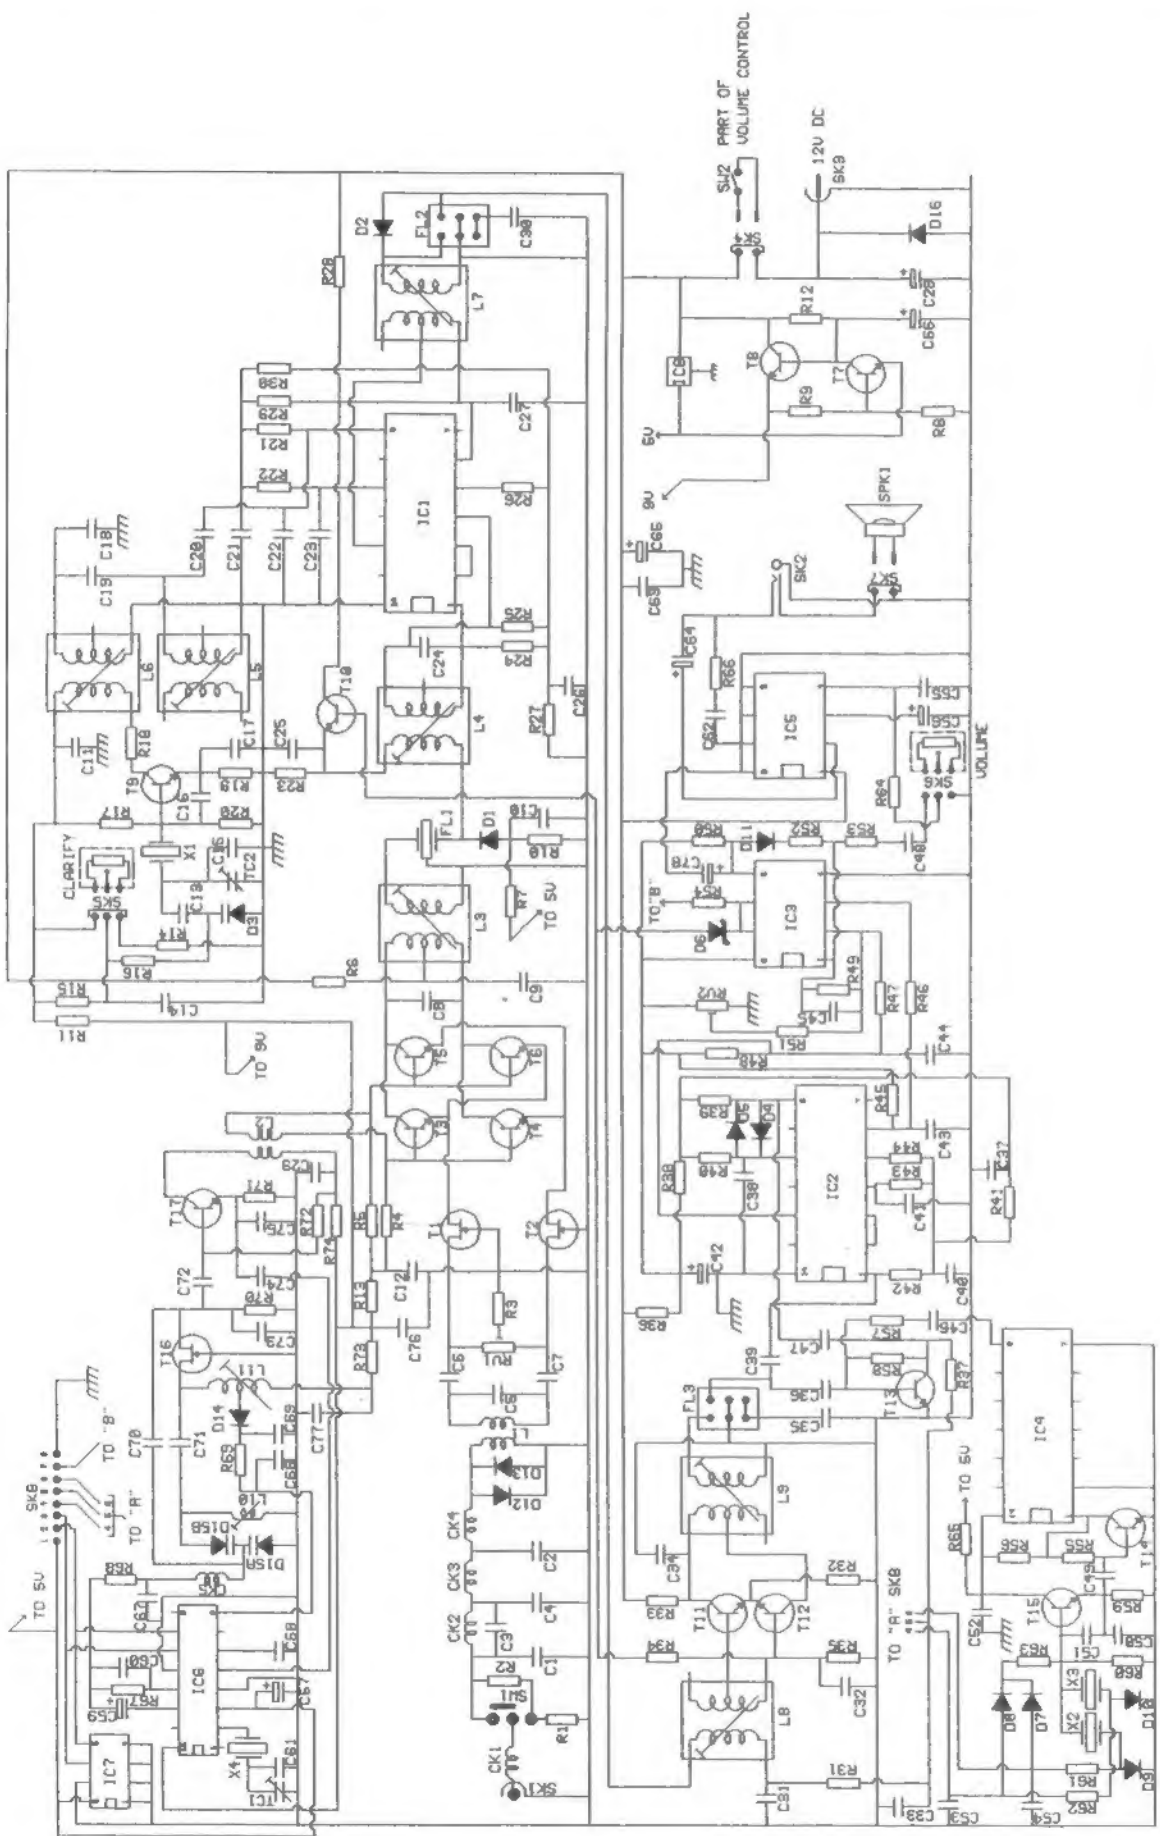 SW2 PART OF
VOLUME CONTROL
12V DC
SK9
D16
SK4
C28
C66
R12
T8
T7
R9
R8
IC8
6V
9V
SPK1
SK7
SK2
C65
C63
C64
R66
C62
IC5
C55
C56
R64
SK6
VOLUME
D2
FL2
C30
L7
R28
R30
R29
R21
R22
C27
R26
IC1
C18
C19
C20
C21
C22
C23
L6
L5
C24
R25
R24
C26
R27
L4
T10
C11
R18
C17
C25
T9
R19
R23
C16
R20
R17
X1
C15
TC2
CLARIFY
SK5
C13
D3
R14
R16
R15
C14
R11
TO 9V
FL1
D1
C10
R10
R7
TO 5V
L3
R6
C9
C8
T5
T6
T3
T4
L2
C29
T17
R71
C75
R72
R74
R5
R4
T1
T2
C72
C74
R70
C73
C12
R13
R73
C76
R3
RV1
C6
C7
C5
T16
L11
D14
R69
C69
C77
C70
C71
L10
D15B
D15A
SK8
TO "B"
TO "A"
TO 5V
R68
CK5
C67
C60
R67
C59
IC6
C68
C57
IC7
X4
C61
TC1
L1
D13
D12
CK4
CK3
CK2
C2
C4
C3
C1
R2
SW1
R1
CK1
SK1
R50
D11
R52
R53
C48
C78
TO "B"
R54
D6
IC3
RV2
R49
C45
R51
R47
R46
R48
C44
R39
D5
D4
R40
C38
R38
IC2
R45
C43
R44
R43
C41
C37
R41
C42
R42
C40
R36
C39
C47
R57
C46
FL3
C36
R58
T13
R37
C35
L9
C34
R33
R34
T11
T12
R32
R35
C32
L8
TO "A" SK8
R31
C31
C33
C53
C54
IC4
TO 5V
R66
R56
R55
T14
C49
T15
R59
C52
R63
C51
C58
R60
D8
D7
X3
X2
D10
D9
R61
R62